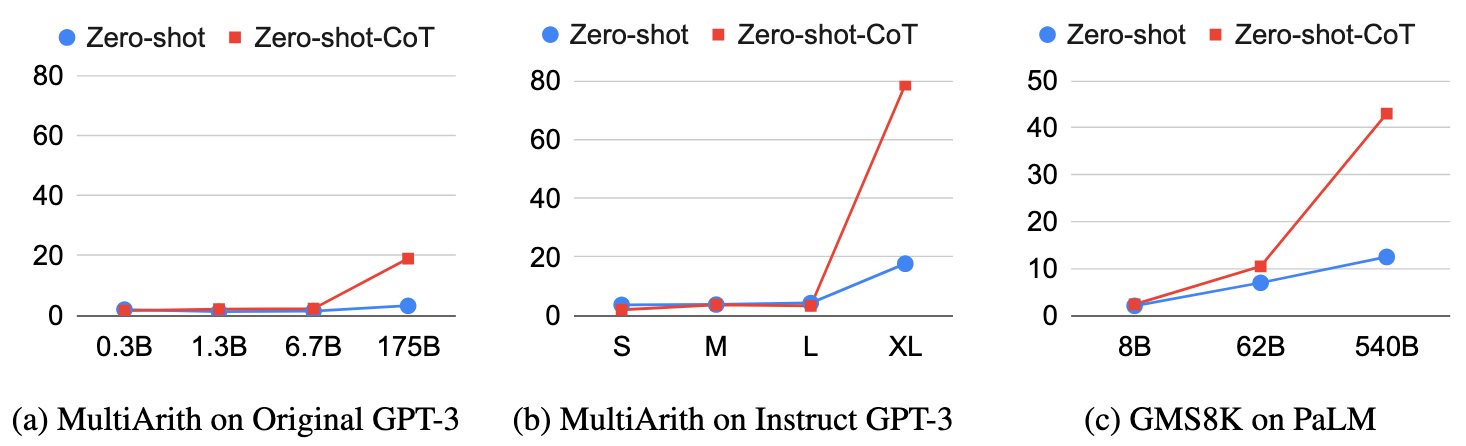 Zero-shot Zero-shot-CoT
80
60
40
20
0
0.3B 1.3B 6.7B 175B
(a) MultiArith on Original GPT-3
Zero-shot Zero-shot-CoT
80
60
40
20
0
S M L XL
(b) MultiArith on Instruct GPT-3
Zero-shot Zero-shot-CoT
50
40
30
20
10
0
8B 62B 540B
(c) GMS8K on PaLM